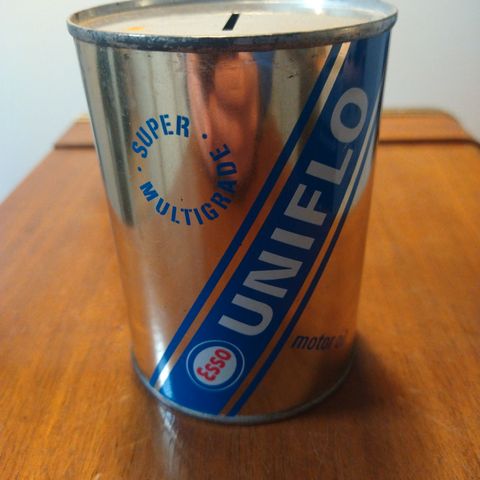 · SUPER ·
MULTIGRADE
UNIFLO
Esso
motor oil